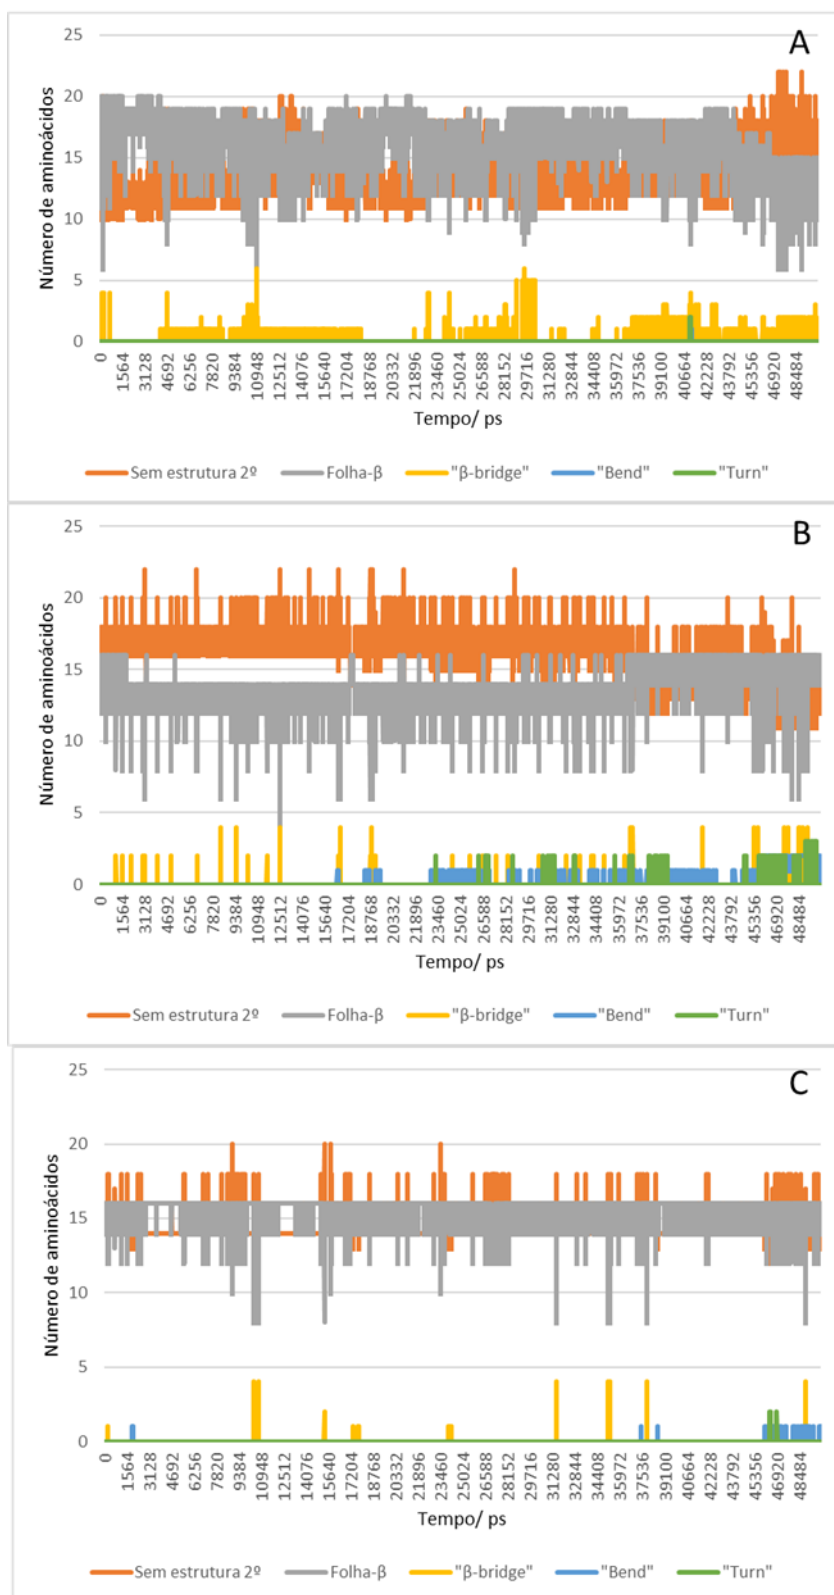 A
25
20
15
10
5
0
Número de aminoácidos
0 1564 3128 4692 6256 7820 9384 10948 12512 14076 15640 17204 18768 20332 21896 23460 25024 26588 28152 29716 31280 32844 34408 35972 37536 39100 40664 42228 43792 45356 46920 48484
Tempo/ ps
Sem estrutura 2º Folha-β "β-bridge" "Bend" "Turn"
B
25
20
15
10
5
0
Número de aminoácidos
0 1564 3128 4692 6256 7820 9384 10948 12512 14076 15640 17204 18768 20332 21896 23460 25024 26588 28152 29716 31280 32844 34408 35972 37536 39100 40664 42228 43792 45356 46920 48484
Tempo/ ps
Sem estrutura 2º Folha-β "β-bridge" "Bend" "Turn"
C
25
20
15
10
5
0
Número de aminoácidos
0 1564 3128 4692 6256 7820 9384 10948 12512 14076 15640 17204 18768 20332 21896 23460 25024 26588 28152 29716 31280 32844 34408 35972 37536 39100 40664 42228 43792 45356 46920 48484
Tempo/ ps
Sem estrutura 2º Folha-β "β-bridge" "Bend" "Turn"